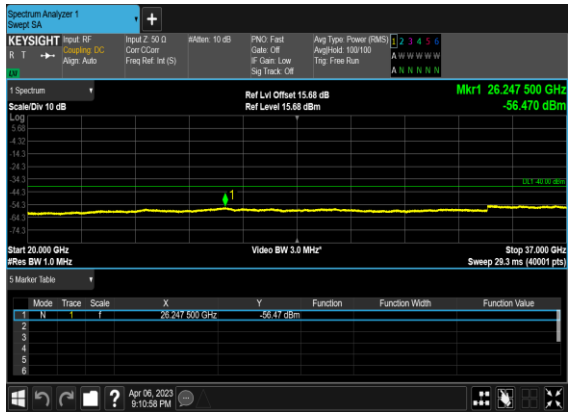 Spectrum Analyzer 1
Swept SA
+
KEYSIGHT Input: RF Input Z: 50 Ω #Atten: 10 dB PNO: Fast Avg Type: Power (RMS) 1 2 3 4 5 6
R T Coupling: DC Corr CCorr Gate: Off Avg|Hold: 100/100 A W W W W W
Align: Auto Freq Ref: Int (S) IF Gain: Low Trig: Free Run
LXI Sig Track: Off A N N N N N
1 Spectrum Ref Lvl Offset 15.68 dB Mkr1 26.247 500 GHz
Scale/Div 10 dB Ref Level 15.68 dBm -56.470 dBm
Log
5.68
-4.32
-14.3
-24.3
-34.3
DL1 -40.00 dBm
-44.3
1
-54.3
-64.3
-74.3
Start 20.000 GHz Video BW 3.0 MHz* Stop 37.000 GHz
#Res BW 1.0 MHz Sweep 29.3 ms (40001 pts)
5 Marker Table
Mode Trace Scale X Y Function Function Width Function Value
1 N 1 f 26.247 500 GHz -56.47 dBm
2
3
4
5
6
? Apr 06, 2023
9:10:58 PM